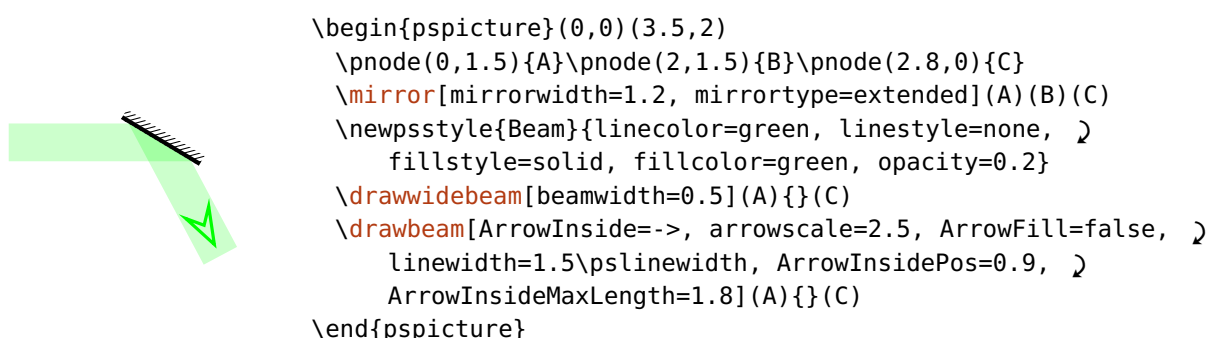 \begin{pspicture}(0,0)(3.5,2)
\pnode(0,1.5){A}\pnode(2,1.5){B}\pnode(2.8,0){C}
\mirror[mirrorwidth=1.2, mirrortype=extended](A)(B)(C)
\newpsstyle{Beam}{linecolor=green, linestyle=none,
fillstyle=solid, fillcolor=green, opacity=0.2}
\drawwidebeam[beamwidth=0.5](A){}(C)
\drawbeam[ArrowInside=->, arrowscale=2.5, ArrowFill=false,
linewidth=1.5\pslinewidth, ArrowInsidePos=0.9,
ArrowInsideMaxLength=1.8](A){}(C)
\end{pspicture}